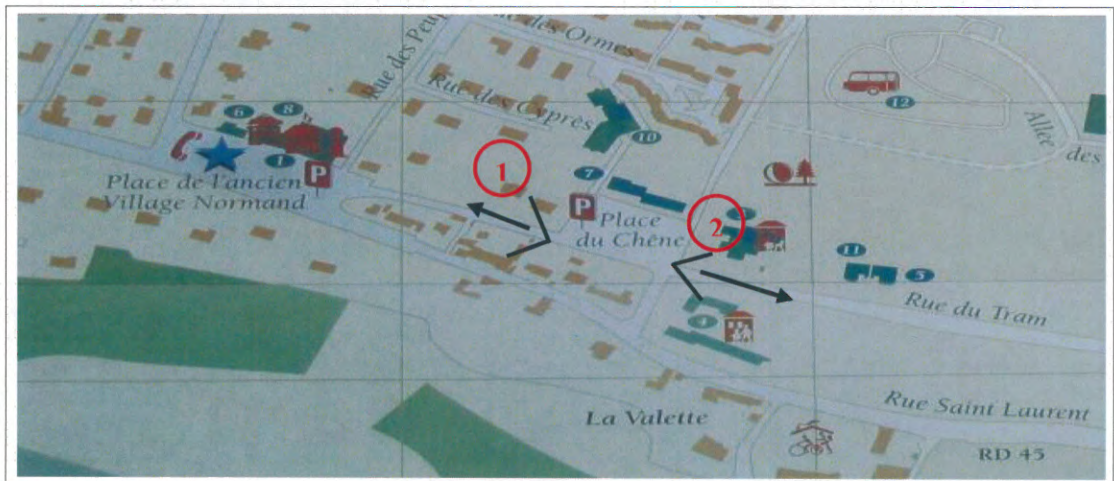 Rue des Peup
Rue des Ormes
Rue des Cyprès
12
Allée
des
6
8
1
P
10
7
1
Place de l'ancien
Village Normand
P
Place
du Chêne
2
11
5
Rue du Tram
4
La Valette
Rue Saint Laurent
RD 45